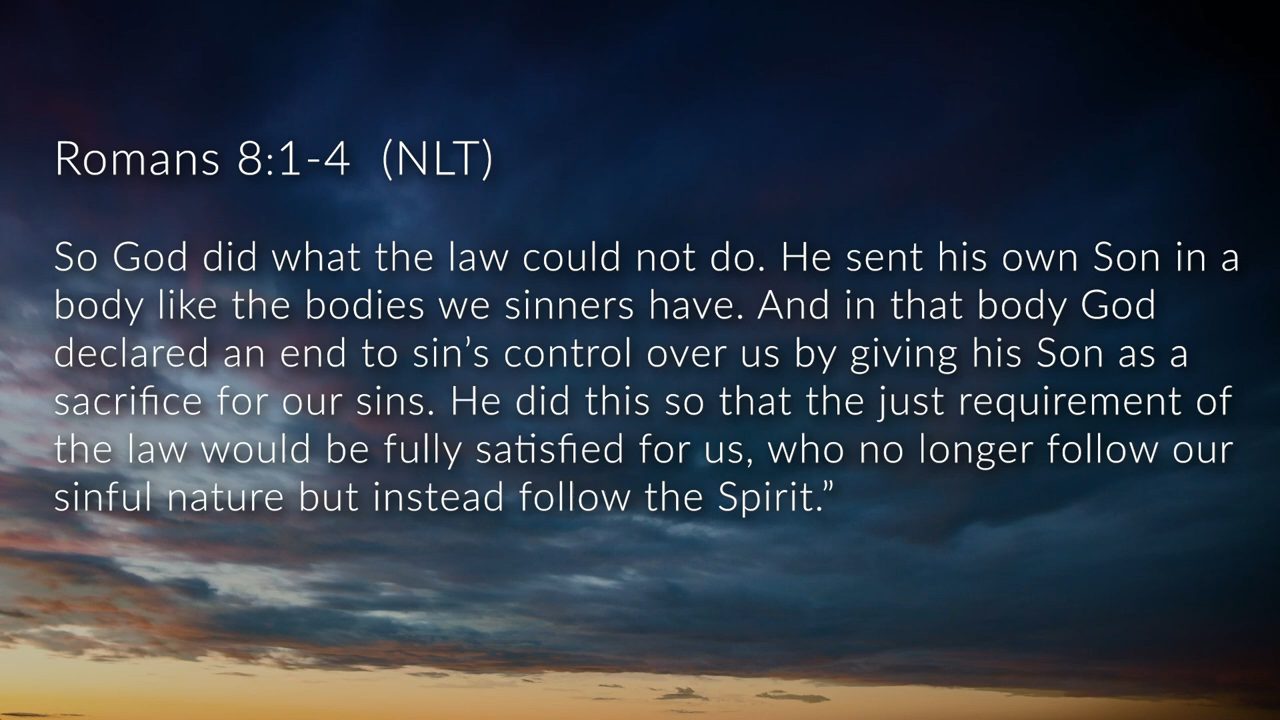 Romans 8:1-4 (NLT)
So God did what the law could not do. He sent his own Son in a
body like the bodies we sinners have. And in that body God
declared an end to sin’s control over us by giving his Son as a
sacrifice for our sins. He did this so that the just requirement of
the law would be fully satisfied for us, who no longer follow our
sinful nature but instead follow the Spirit.”